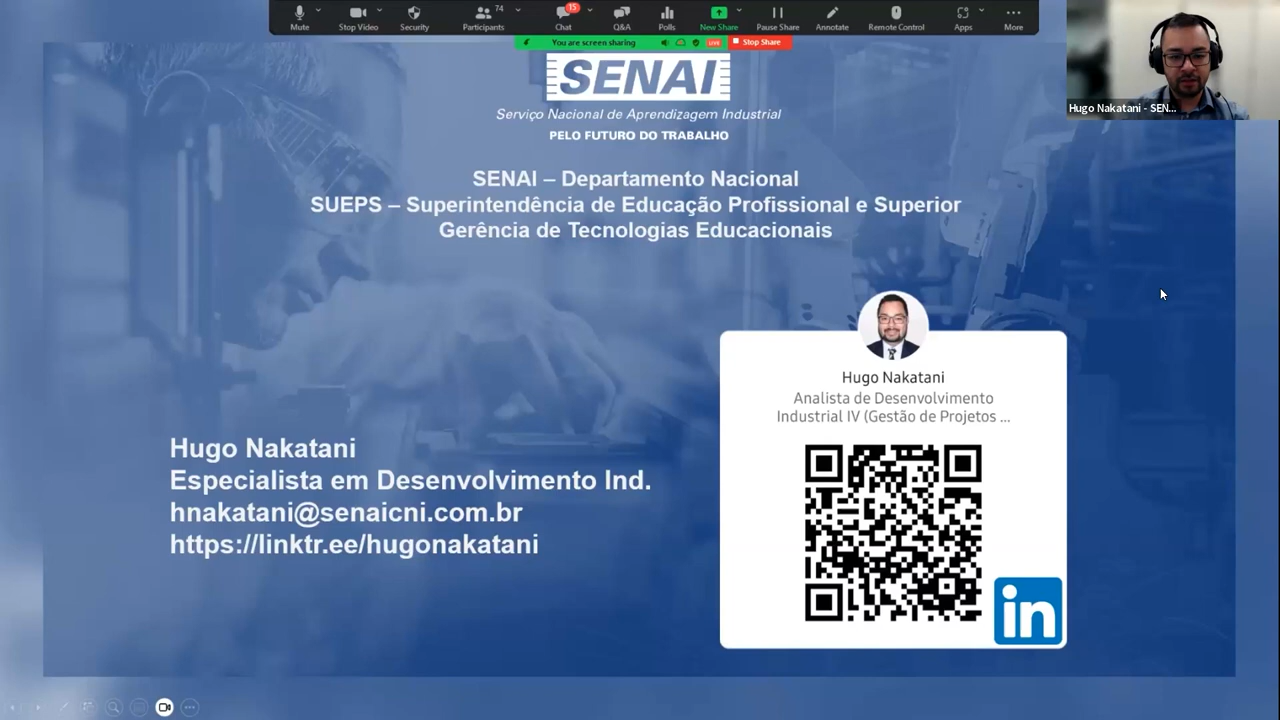 Mute
Stop Video
Security
Participants
74
Chat
15
Q&A
Polls
New Share
Pause Share
Annotate
Remote Control
Apps
More
You are screen sharing
LIVE
Stop Share
Hugo Nakatani - SEN...
SENAI
Serviço Nacional de Aprendizagem Industrial
PELO FUTURO DO TRABALHO
SENAI – Departamento Nacional
SUEPS – Superintendência de Educação Profissional e Superior
Gerência de Tecnologias Educacionais
Hugo Nakatani
Especialista em Desenvolvimento Ind.
hnakatani@senaicni.com.br
https://linktr.ee/hugonakatani
Hugo Nakatani
Analista de Desenvolvimento
Industrial IV (Gestão de Projetos ...
in